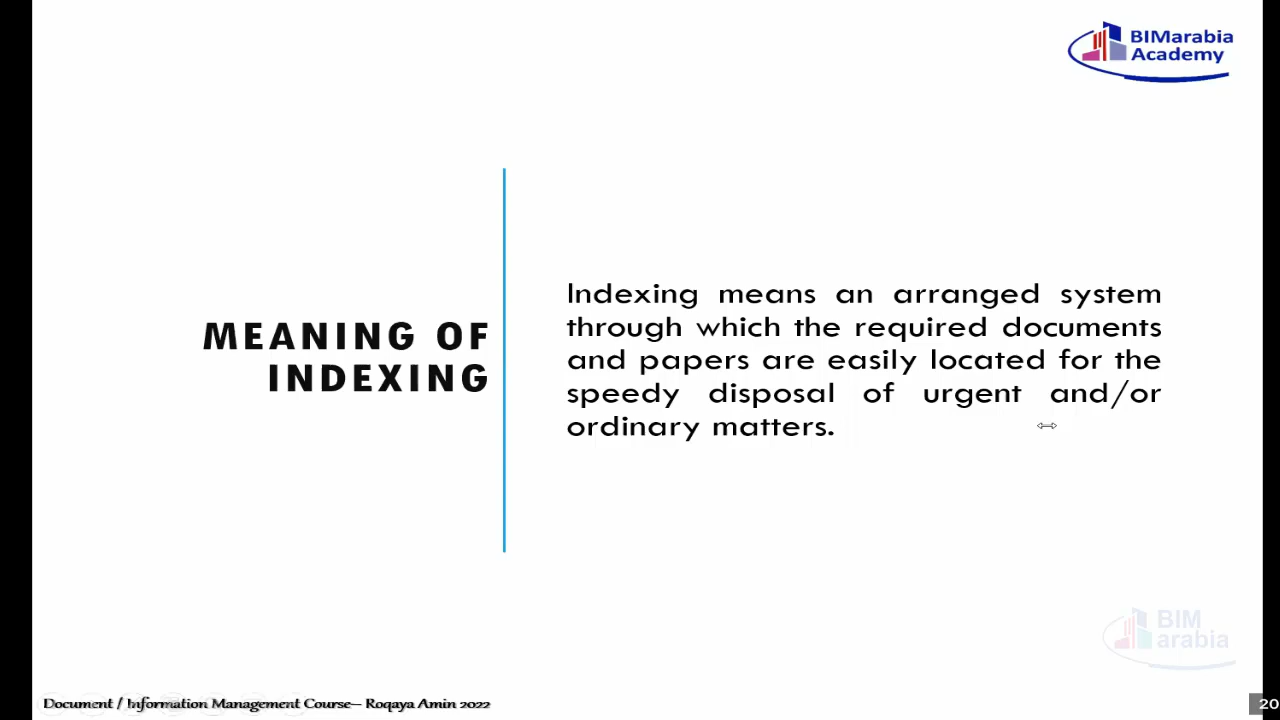 BIMarabia
Academy
MEANING OF
INDEXING
Indexing means an arranged system
through which the required documents
and papers are easily located for the
speedy disposal of urgent and/or
ordinary matters.
BIM
arabia
Document / Information Management Course– Roqaya Amin 2022
20